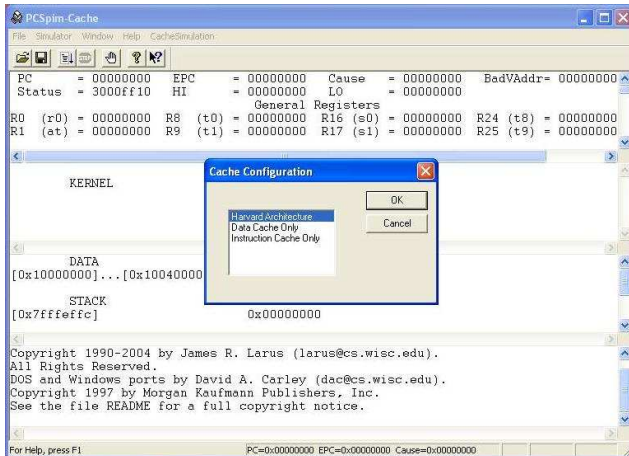 PCSpim-Cache
File Simulator Window Help CacheSimulation
PC = 00000000 EPC = 00000000 Cause = 00000000 BadVAddr= 00000000
Status = 3000ff10 HI = 00000000 LO = 00000000
General Registers
R0 (r0) = 00000000 R8 (t0) = 00000000 R16 (s0) = 00000000 R24 (t8) = 00000000
R1 (at) = 00000000 R9 (t1) = 00000000 R17 (s1) = 00000000 R25 (t9) = 00000000
KERNEL
Cache Configuration
Harvard Architecture
Data Cache Only
Instruction Cache Only
OK
Cancel
DATA
[0x10000000]...[0x10040000
STACK
[0x7fffeffc] 0x00000000
Copyright 1990-2004 by James R. Larus (larus@cs.wisc.edu).
All Rights Reserved.
DOS and Windows ports by David A. Carley (dac@cs.wisc.edu).
Copyright 1997 by Morgan Kaufmann Publishers, Inc.
See the file README for a full copyright notice.
For Help, press F1
PC=0x00000000 EPC=0x00000000 Cause=0x00000000